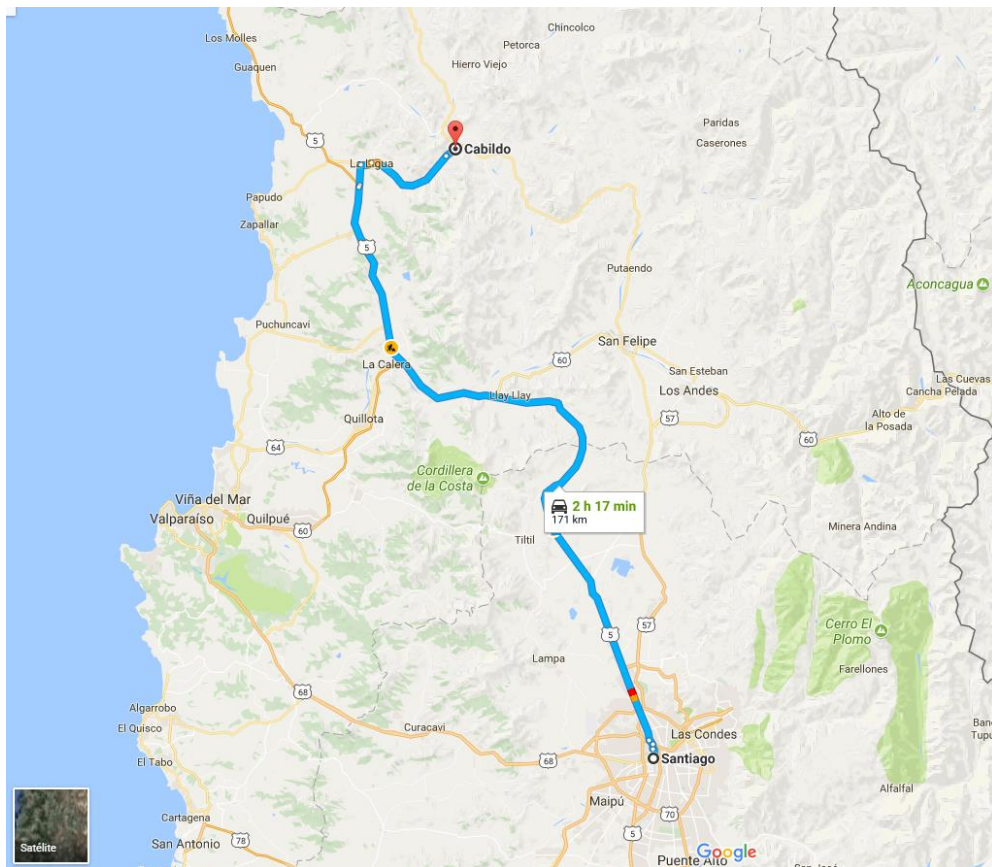 Chincolco
Los Molles
Petorca
Guaquen
Hierro Viejo
Paridas
Caserones
5
Cabildo
La Ligua
Papudo
Zapallar
5
Putaendo
Aconcagua
Puchuncaví
San Felipe
60
La Calera
San Esteban
Los Andes
Las Cuevas
Cancha Pelada
Llay Llay
Quillota
57
Alto de
la Posada
60
64
Cordillera
de la Costa
Viña del Mar
Valparaíso
Quilpué
60
2 h 17 min
171 km
Minera Andina
Tiltil
57
5
Cerro El
Plomo
Lampa
Farellones
68
Algarrobo
El Quisco
Curacaví
Las Condes
Ban
Tupu
El Tabo
68
Santiago
Alfalfal
Maipú
70
Cartagena
San Antonio
78
5
Satélite
Google
Puente Alto